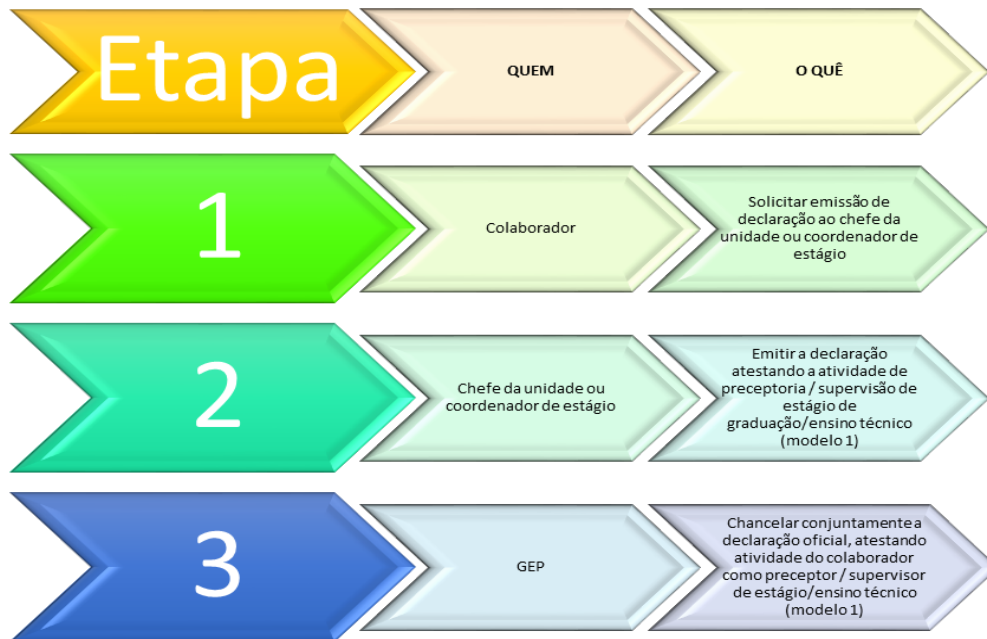 Etapa
QUEM
O QUÊ
1
Colaborador
Solicitar emissão de
declaração ao chefe da
unidade ou coordenador de
estágio
2
Chefe da unidade ou
coordenador de estágio
Emitir a declaração
atestando a atividade de
preceptoria / supervisão de
estágio de
graduação/ensino técnico
(modelo 1)
3
GEP
Chancelar conjuntamente a
declaração oficial, atestando
atividade do colaborador
como preceptor / supervisor
de estágio/ensino técnico
(modelo 1)